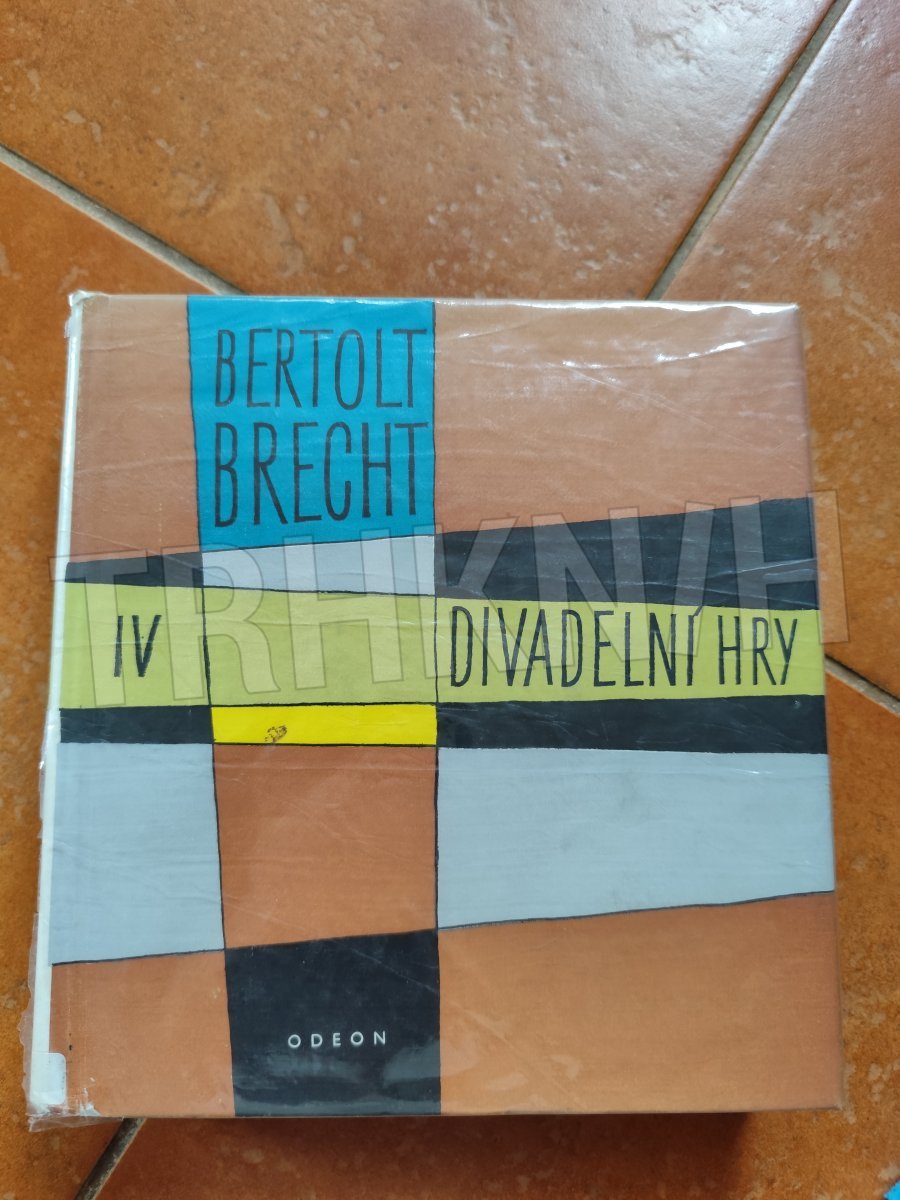 BERTOLT
BRECHT
TRHKNIH
IV
DIVADELNÍ HRY
ODEON